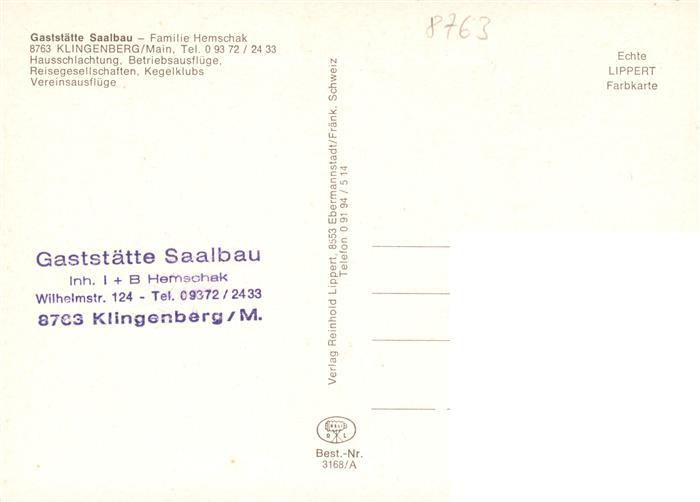 Gaststätte Saalbau – Familie Hemschak
8763 KLINGENBERG/Main, Tel. 0 93 72 / 24 33
Hausschlachtung, Betriebsausflüge,
Reisegesellschaften, Kegelklubs
Vereinsausflüge
8763
Echte
LIPPERT
Farbkarte
Gaststätte Saalbau
Inh. I + B Hemschak
Wilhelmstr. 124 - Tel. 09372 / 2433
8763 Klingenberg / M.
Verlag Reinhold Lippert, 8553 Ebermannstadt/Fränk. Schweiz
Telefon 0 91 94 / 5 14
RELI
R L
Best.-Nr.
3168/A